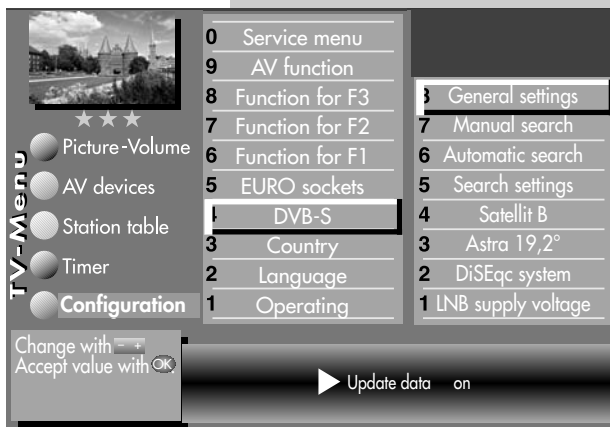 TV-Menu
Picture-Volume
AV devices
Station table
Timer
Configuration
0 Service menu
9 AV function
8 Function for F3
7 Function for F2
6 Function for F1
5 EURO sockets
4 DVB-S
3 Country
2 Language
1 Operating
8 General settings
7 Manual search
6 Automatic search
5 Search settings
4 Satellit B
3 Astra 19,2°
2 DiSEqc system
1 LNB supply voltage
Change with - +
Accept value with OK.
Update data on